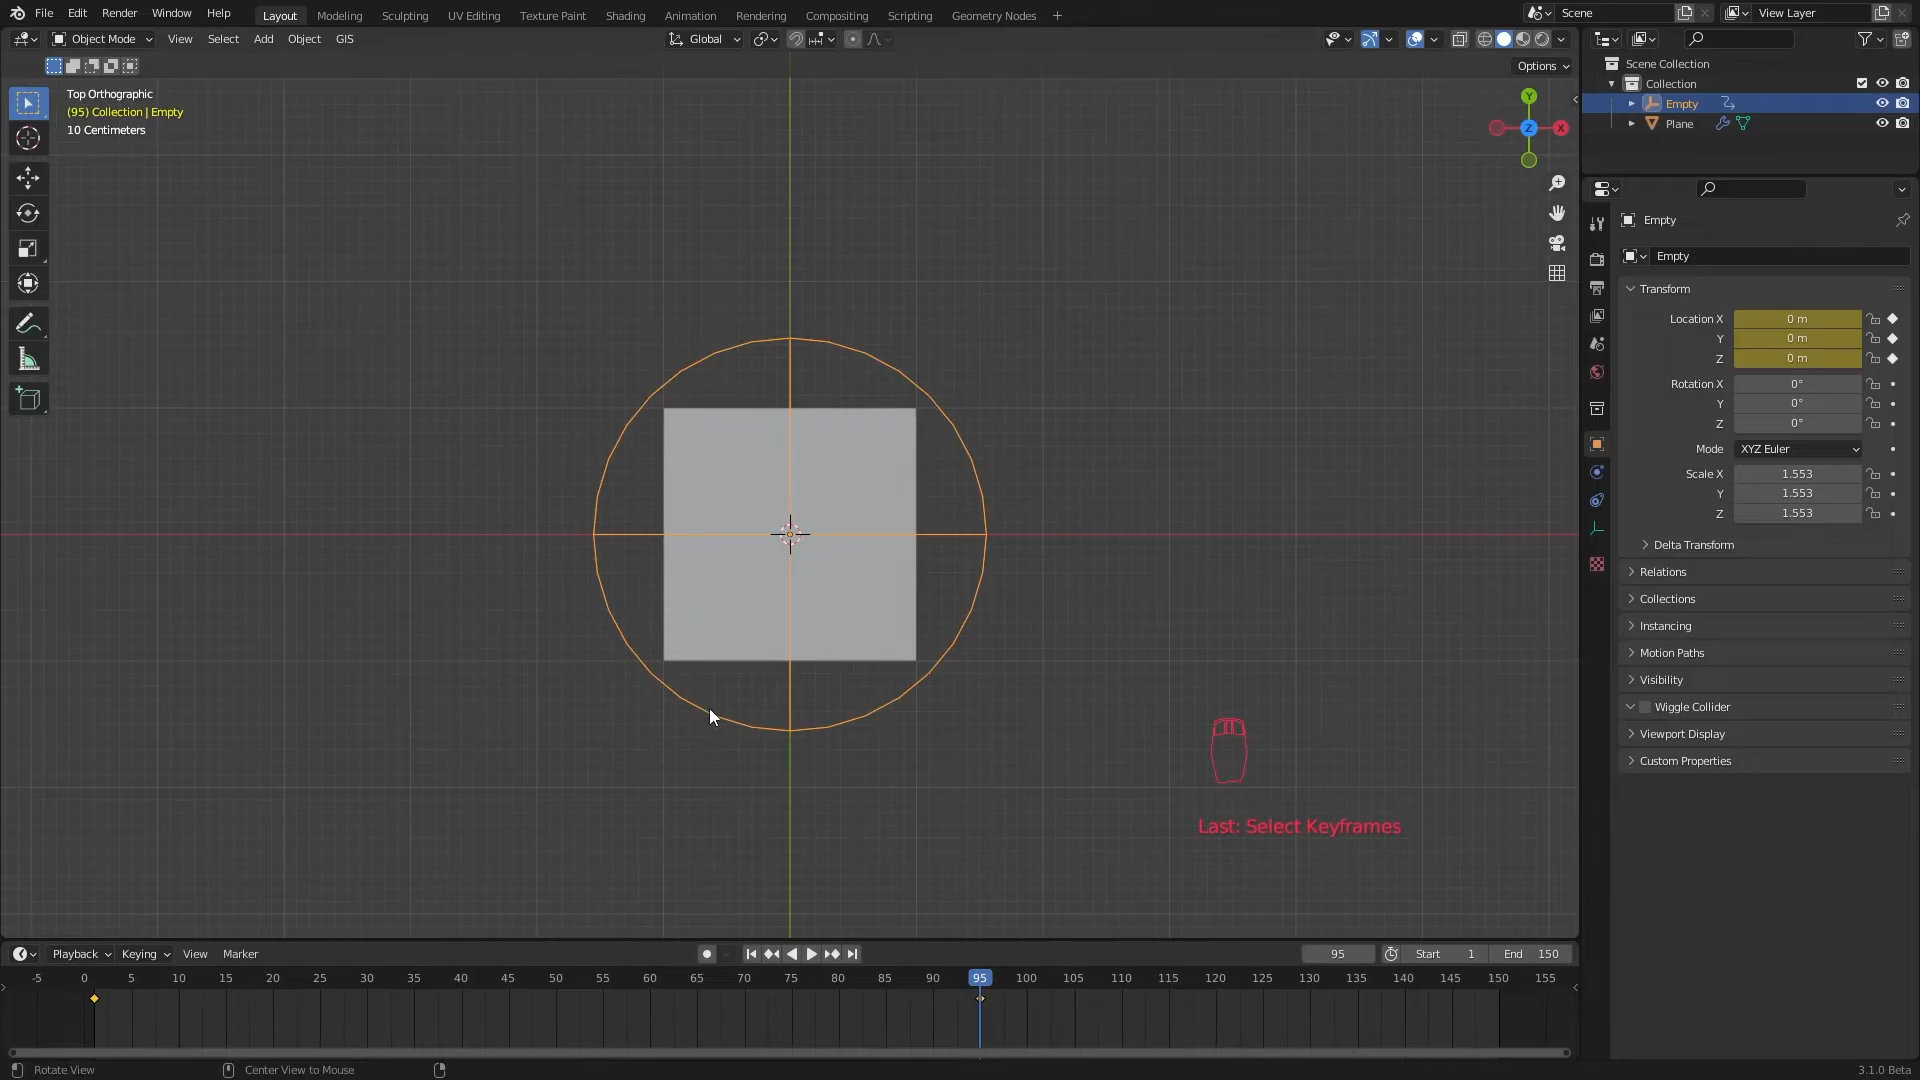 File Edit Render Window Help Layout Modeling Sculpting UV Editing Texture Paint Shading Animation Rendering Compositing Scripting Geometry Nodes + Scene View Layer
Object Mode View Select Add Object GIS Global
Options
Top Orthographic
(95) Collection | Empty
10 Centimeters
Y
Z X
Scene Collection
Collection
Empty
Plane
Empty
Empty
Transform
Location X 0 m
Y 0 m
Z 0 m
Rotation X 0°
Y 0°
Z 0°
Mode XYZ Euler
Scale X 1.553
Y 1.553
Z 1.553
Delta Transform
Relations
Collections
Instancing
Motion Paths
Visibility
Wiggle Collider
Viewport Display
Custom Properties
Last: Select Keyframes
Playback Keying View Marker 95 Start 1 End 150
-5 0 5 10 15 20 25 30 35 40 45 50 55 60 65 70 75 80 85 90 95 100 105 110 115 120 125 130 135 140 145 150 155
Rotate View Center View to Mouse 3.1.0 Beta